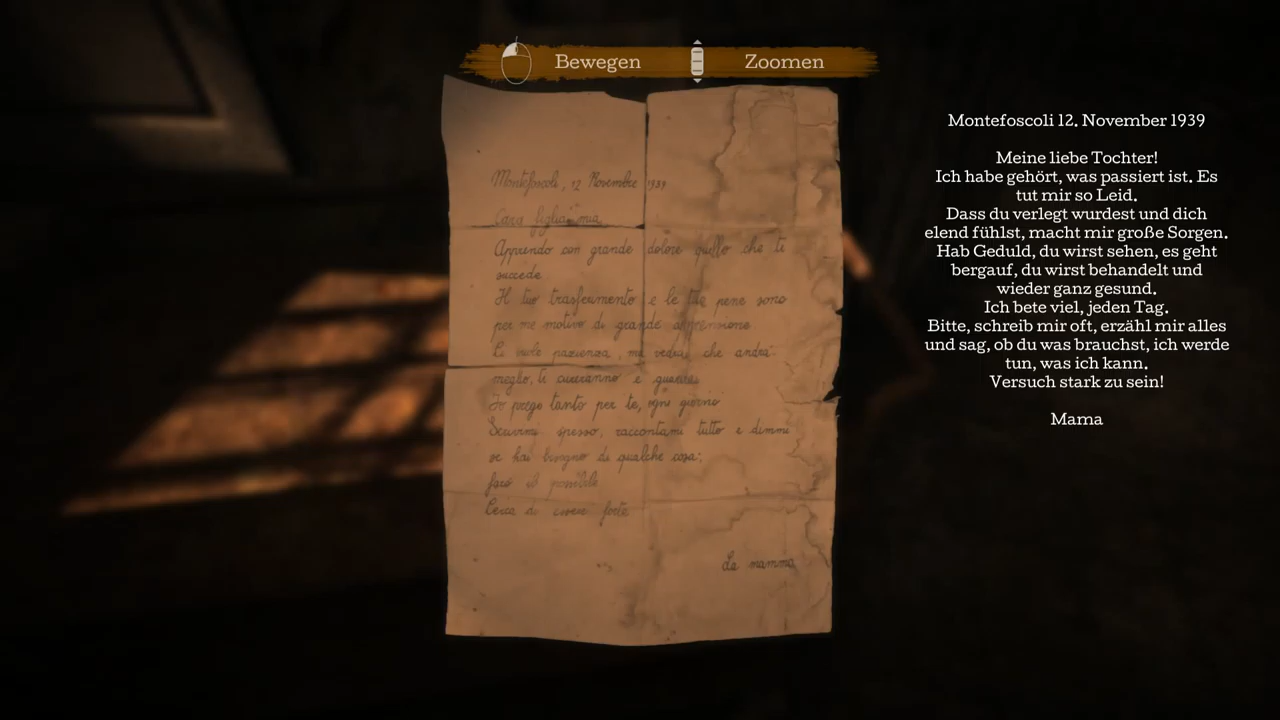 Bewegen Zoomen
Montefoscoli, 12 Novembre 1939
Cara figlia mia
Apprendo con grande dolore quello che ti
succede
Il tuo trasferimento e le tue pene sono
per me motivo di grande apprensione
Ci vuole pazienza, ma vedrai che andrà
meglio, ti cureranno e guarirai
Io prego tanto per te, ogni giorno
Scrivimi spesso, raccontami tutto e dimmi
se hai bisogno di qualche cosa;
farò il possibile
Cerca di essere forte
La mamma
Montefoscoli 12. November 1939
Meine liebe Tochter!
Ich habe gehört, was passiert ist. Es
tut mir so Leid.
Dass du verlegt wurdest und dich
elend fühlst, macht mir große Sorgen.
Hab Geduld, du wirst sehen, es geht
bergauf, du wirst behandelt und
wieder ganz gesund.
Ich bete viel, jeden Tag.
Bitte, schreib mir oft, erzähl mir alles
und sag, ob du was brauchst, ich werde
tun, was ich kann.
Versuch stark zu sein!
Mama